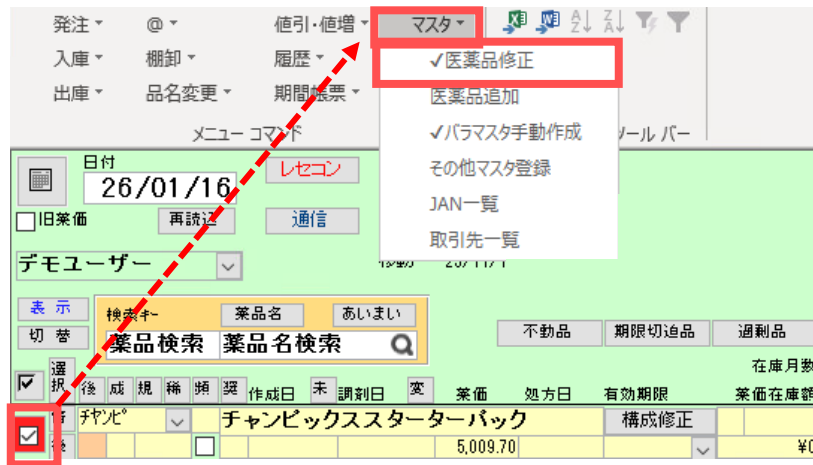 発注 @ 値引・値増 マスタ
入庫 棚卸 履歴 ✓医薬品修正
出庫 品名変更 期間帳票 医薬品追加
メニュー コマンド ✓バラマスタ手動作成 ツール バー
日付 レセコン その他マスタ登録
26/01/16
JAN一覧
旧薬価 再読込 通信
取引先一覧
デモユーザー
表示 検索キー 薬品名 あいまい
切替 薬品検索 薬品名検索 不動品 期限切迫品 過剰品
選択 後 成 規 稀 頻 奨 作成日 未 調剤日 変 薬価 処方日 有効期限 在庫月数
薬価在庫額
チャンピ チャンピックススターターパック 構成修正
後 5,009.70 ¥0